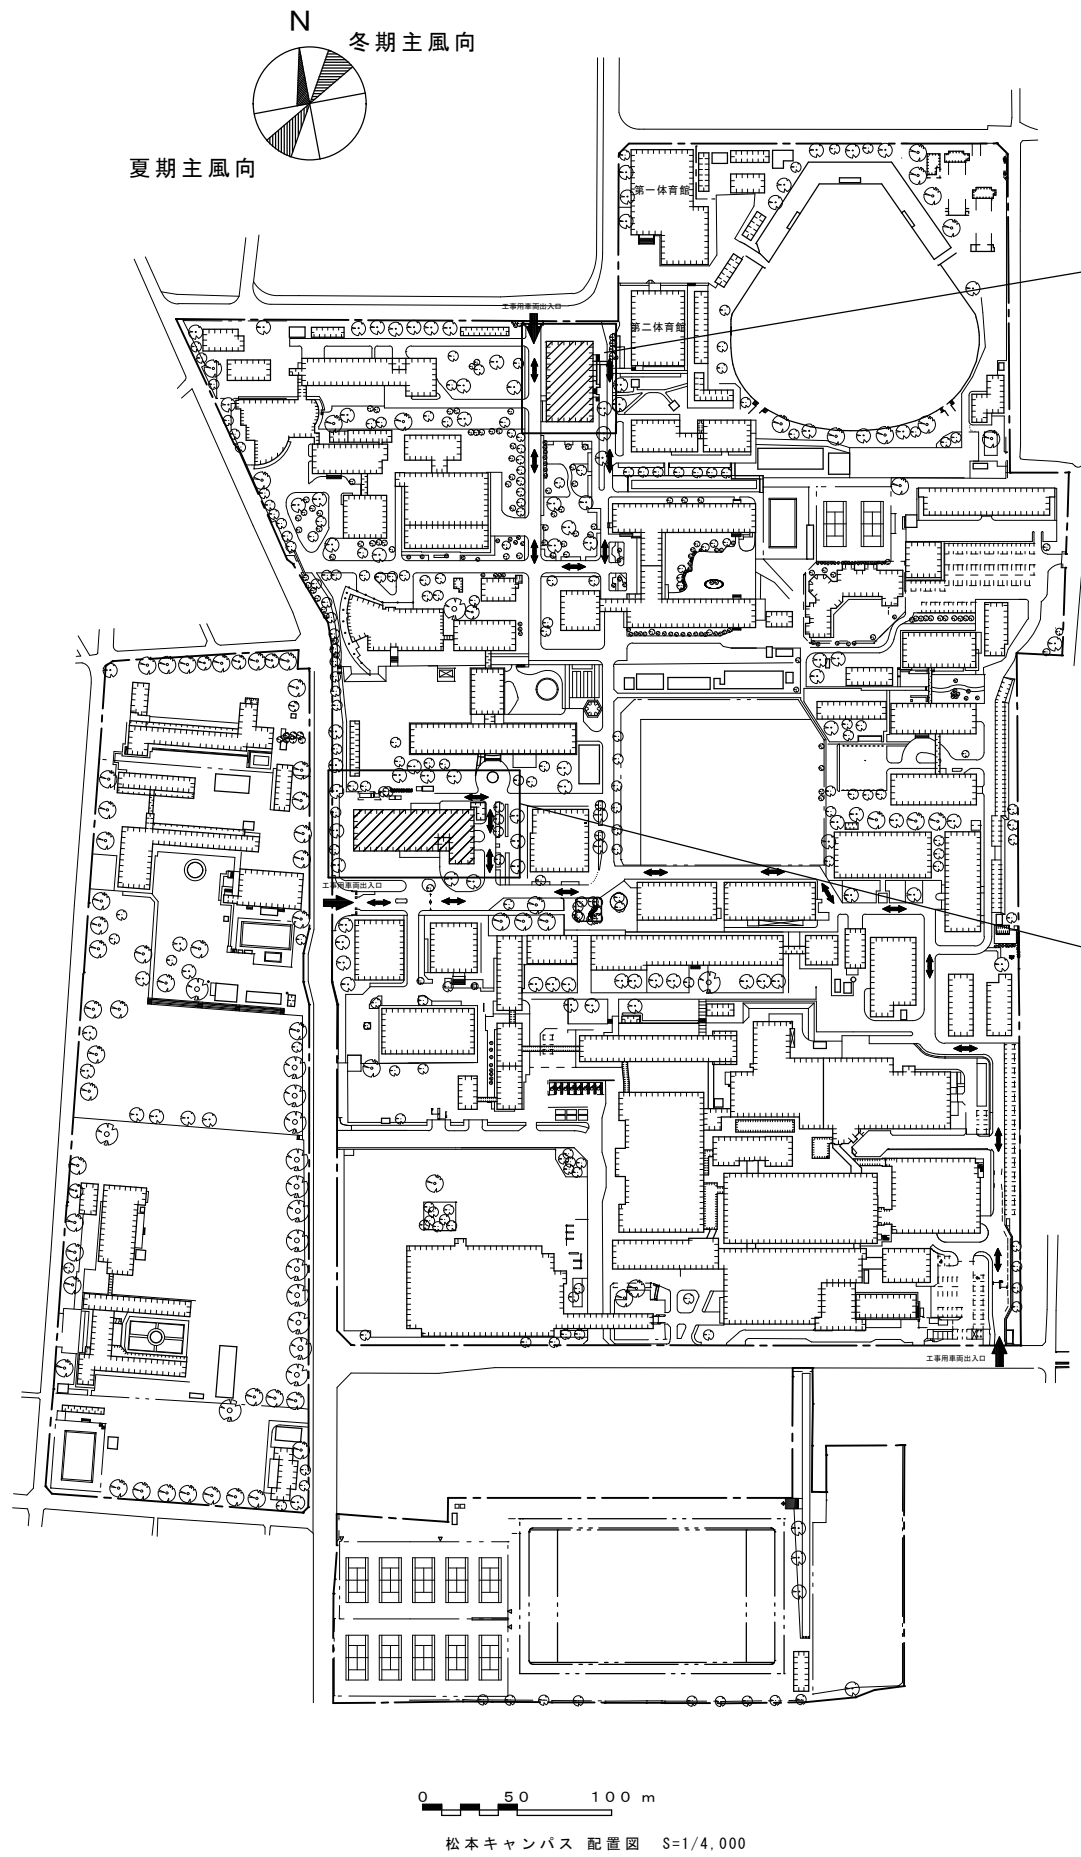 N
冬期主風向
夏期主風向
第一体育館
工事用車両出入口
第二体育館
工事用車両出入口
工事用車両出入口
0 50 100 m
松本キャンパス 配置図 S=1/4,000